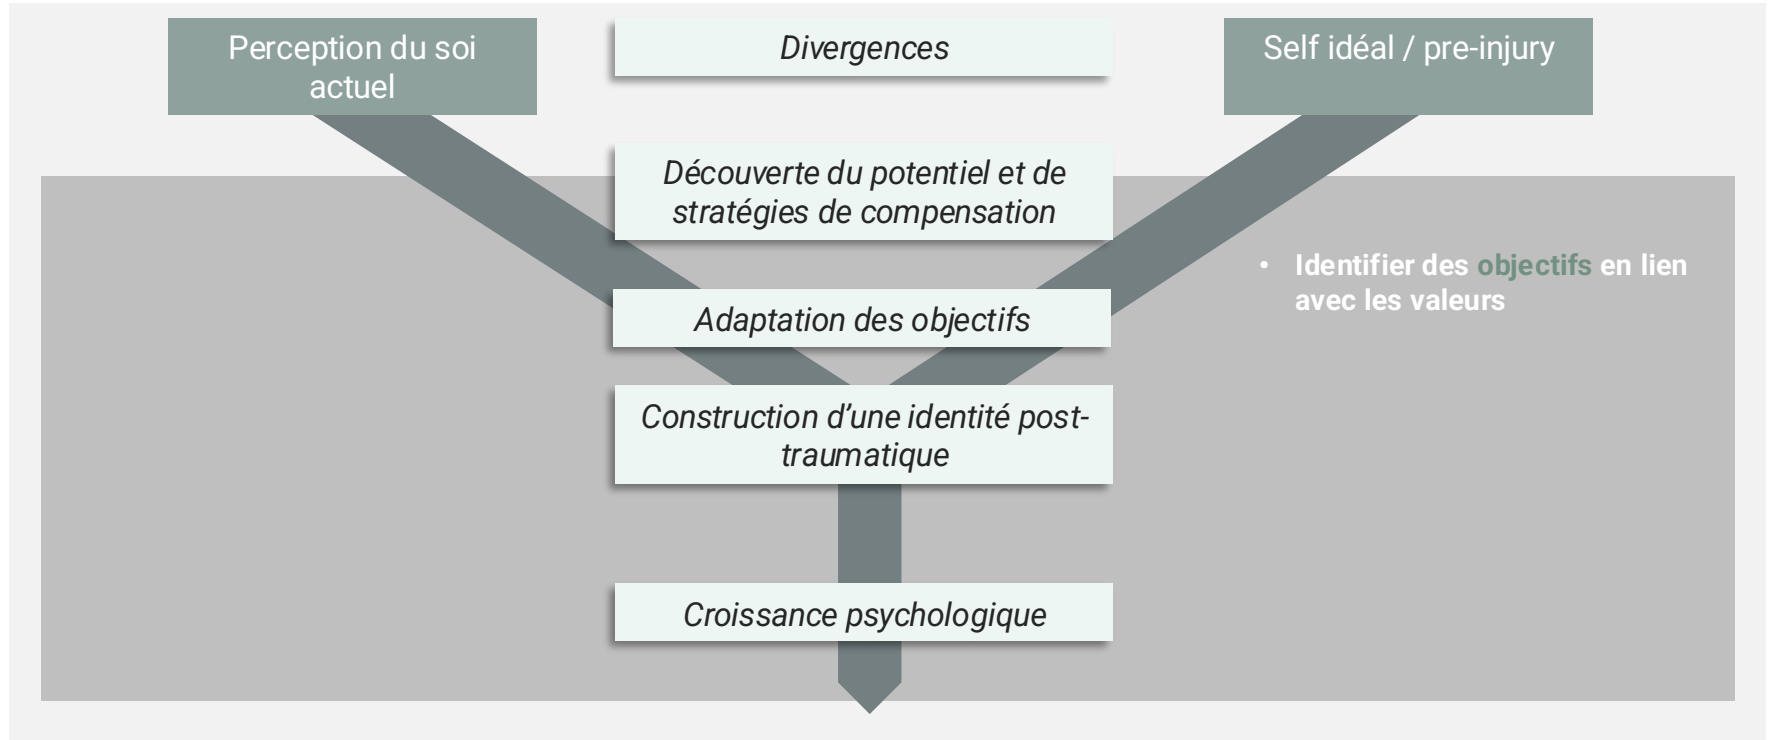 Perception du soi
actuel
Divergences
Self idéal / pre-injury
Découverte du potentiel et de
stratégies de compensation
• Identifier des objectifs en lien
avec les valeurs
Adaptation des objectifs
Construction d’une identité post-
traumatique
Croissance psychologique